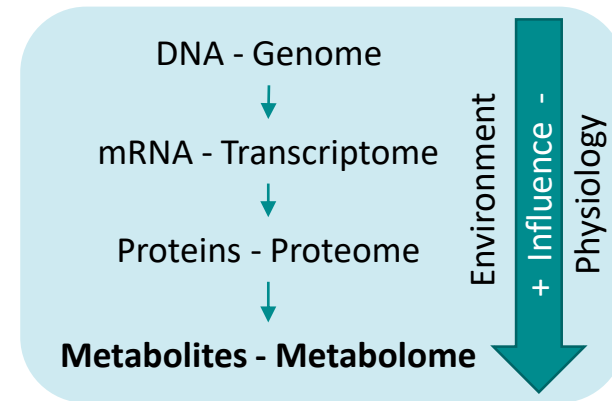 DNA - Genome
mRNA - Transcriptome
Proteins - Proteome
Metabolites - Metabolome
Environment
+ Influence -
Physiology